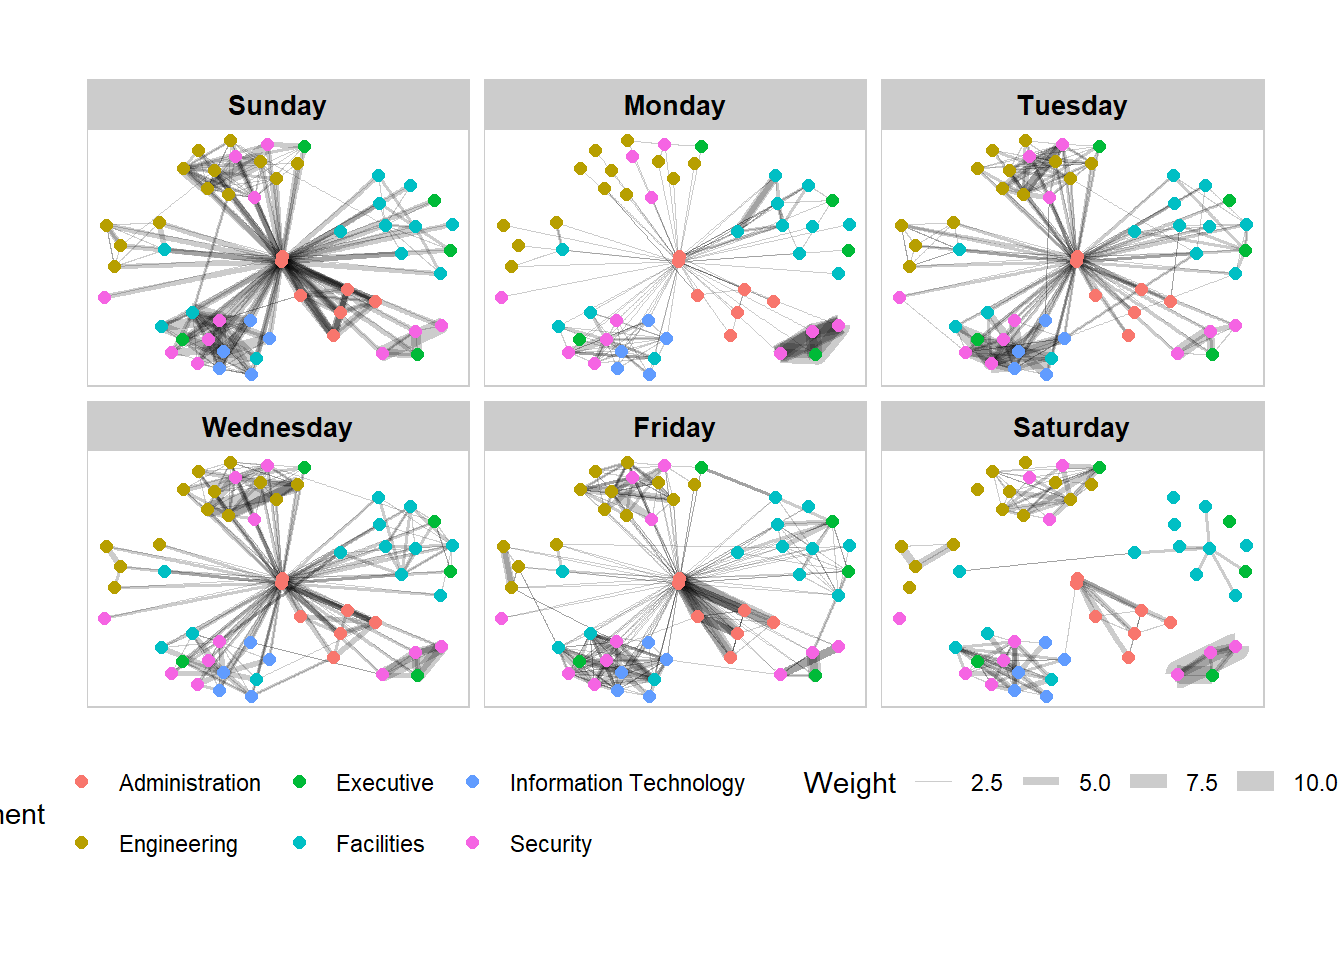 Sunday Monday Tuesday
Wednesday Friday Saturday
Administration Executive Information Technology Weight 2.5 5.0 7.5 10.0
Engineering Facilities Security